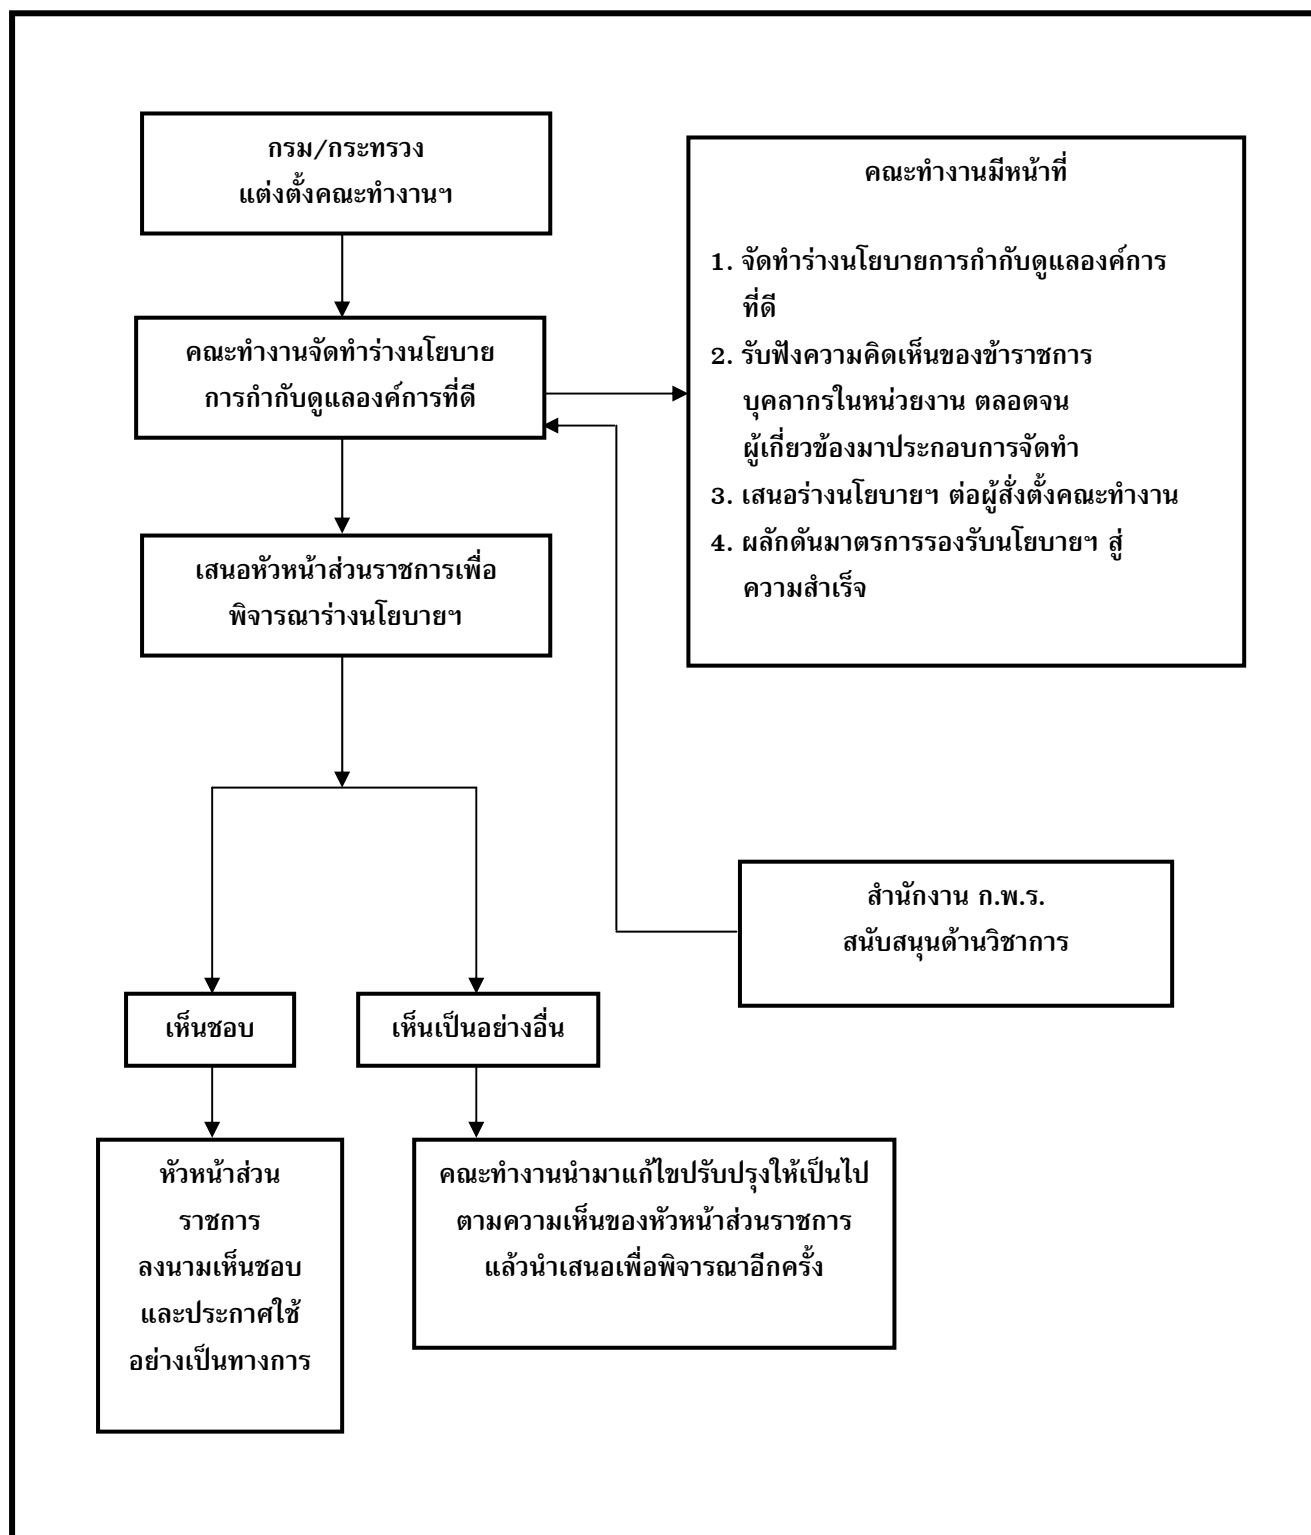 กรม/กระทรวง
แต่งตั้งคณะทำงานฯ
คณะทำงานจัดทำร่างนโยบาย
การกำกับดูแลองค์การที่ดี
คณะทำงานมีหน้าที่
1. จัดทำร่างนโยบายการกำกับดูแลองค์การ
ที่ดี
2. รับฟังความคิดเห็นของข้าราชการ
บุคลากรในหน่วยงาน ตลอดจน
ผู้เกี่ยวข้องมาประกอบการจัดทำ
3. เสนอร่างนโยบายฯ ต่อผู้สั่งตั้งคณะทำงาน
4. ผลักดันมาตรการรองรับนโยบายฯ สู่
ความสำเร็จ
เสนอหัวหน้าส่วนราชการเพื่อ
พิจารณาร่างนโยบายฯ
สำนักงาน ก.พ.ร.
สนับสนุนด้านวิชาการ
เห็นชอบ
เห็นเป็นอย่างอื่น
หัวหน้าส่วน
ราชการ
ลงนามเห็นชอบ
และประกาศใช้
อย่างเป็นทางการ
คณะทำงานนำมาแก้ไขปรับปรุงให้เป็นไป
ตามความเห็นของหัวหน้าส่วนราชการ
แล้วนำเสนอเพื่อพิจารณาอีกครั้ง